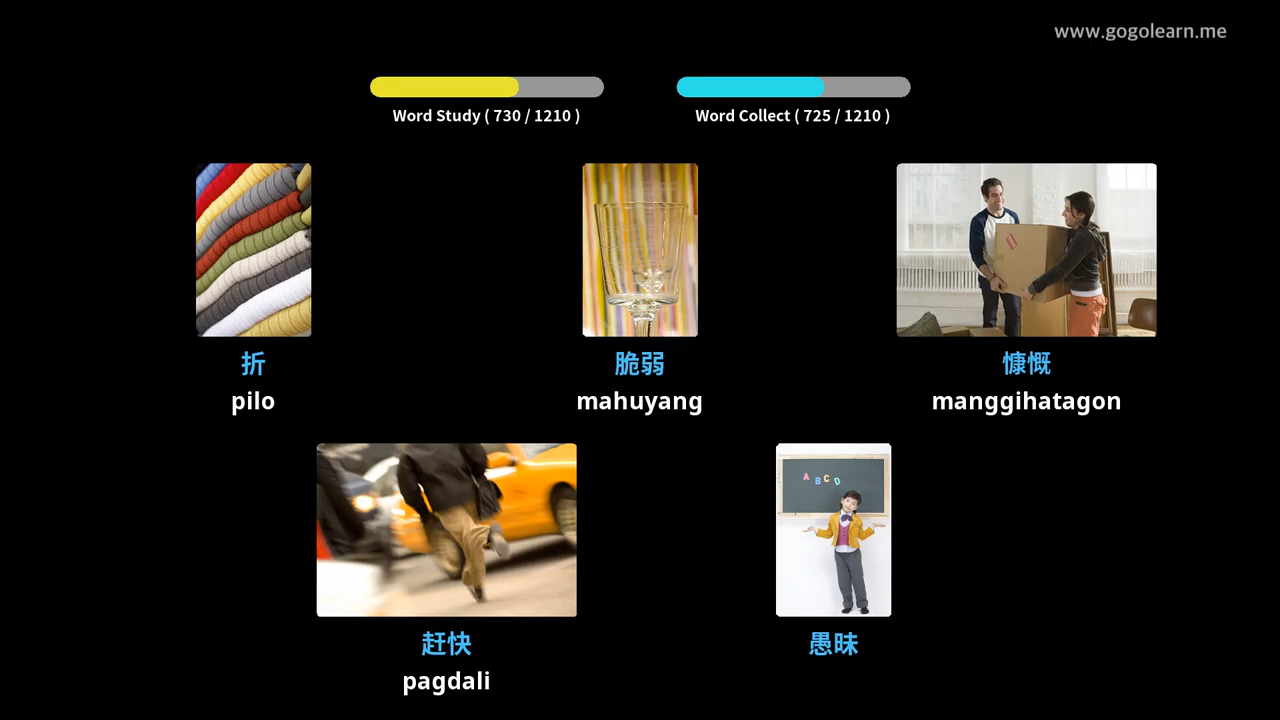 www.gogolearn.me
Word Study ( 730 / 1210 )
Word Collect ( 725 / 1210 )
折
pilo
脆弱
mahuyang
慷慨
manggihatagon
赶快
pagdali
A B C D
愚昧